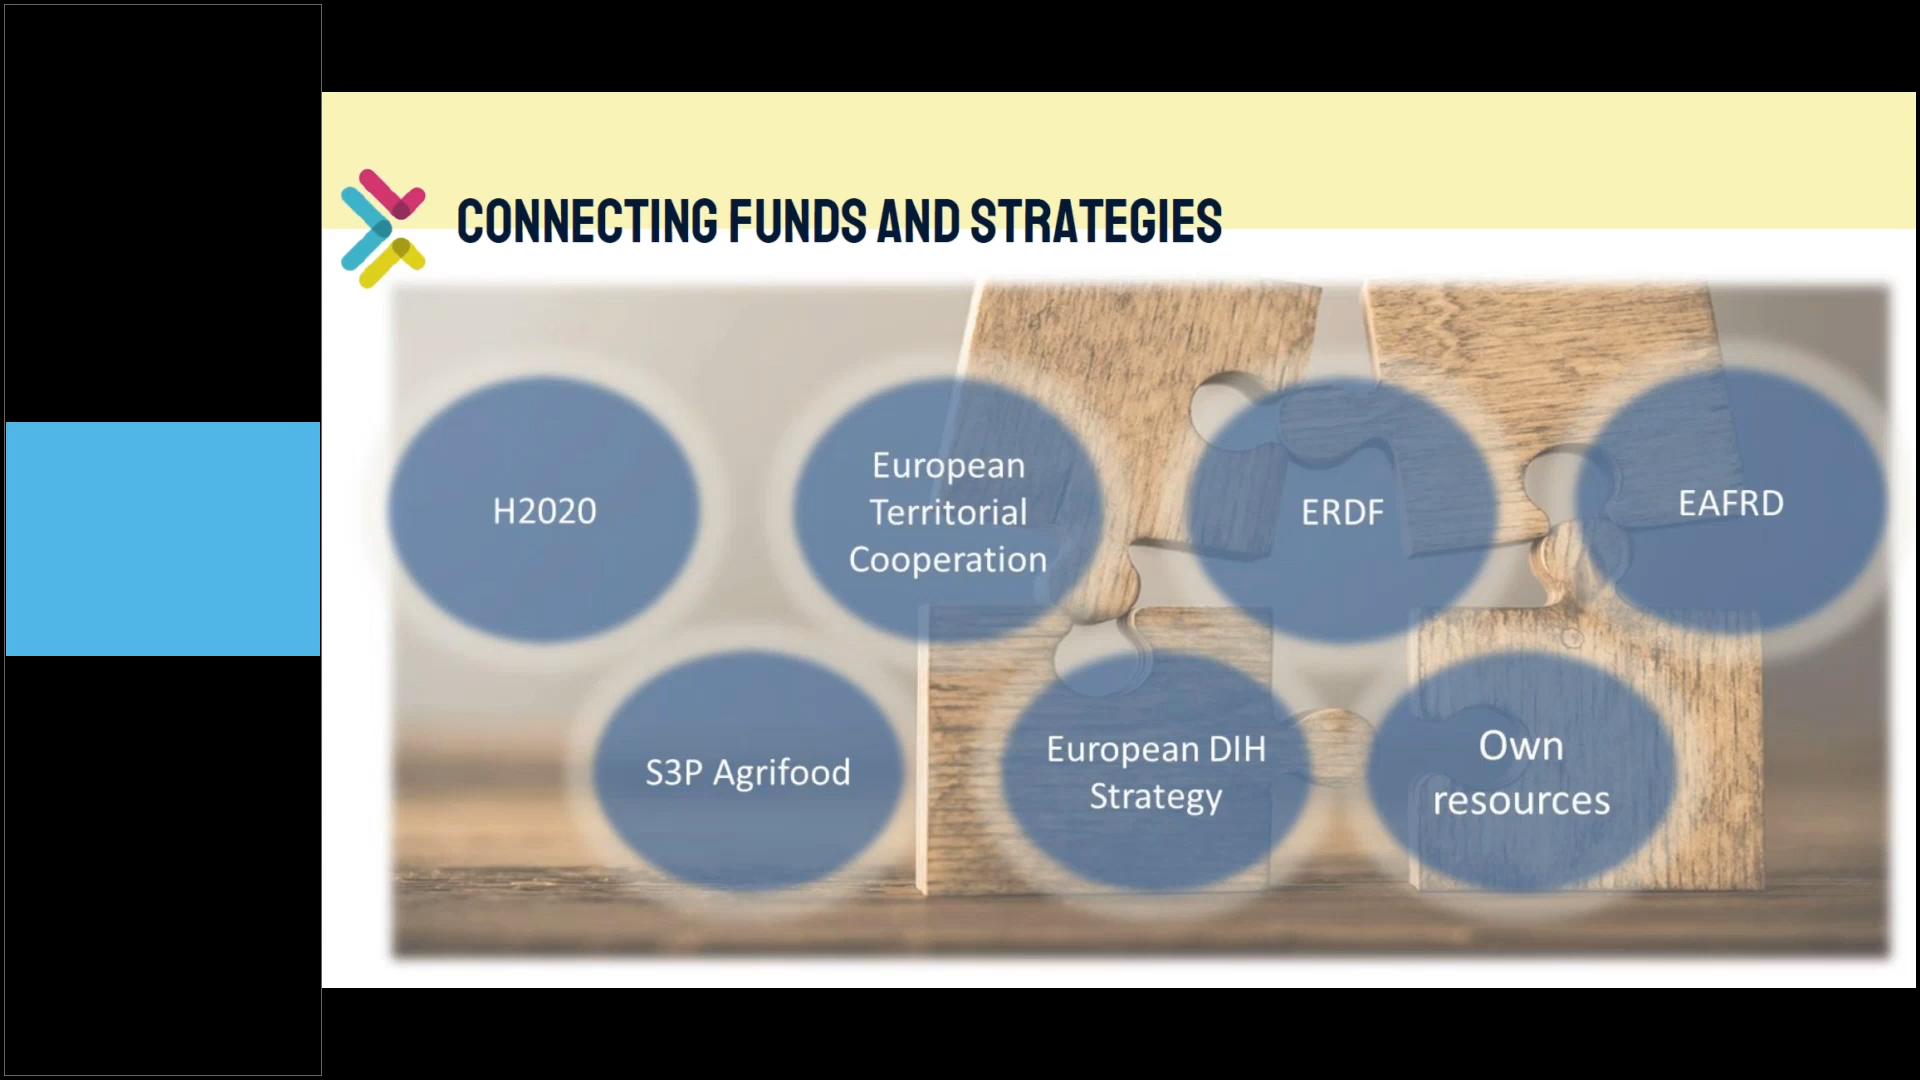 CONNECTING FUNDS AND STRATEGIES
H2020
European
Territorial
Cooperation
ERDF
EAFRD
S3P Agrifood
European DIH
Strategy
Own
resources